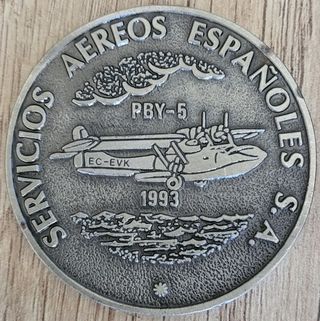 SERVICIOS AEREOS ESPAÑOLES S.A.
PBY-5
EC-EVK
1993